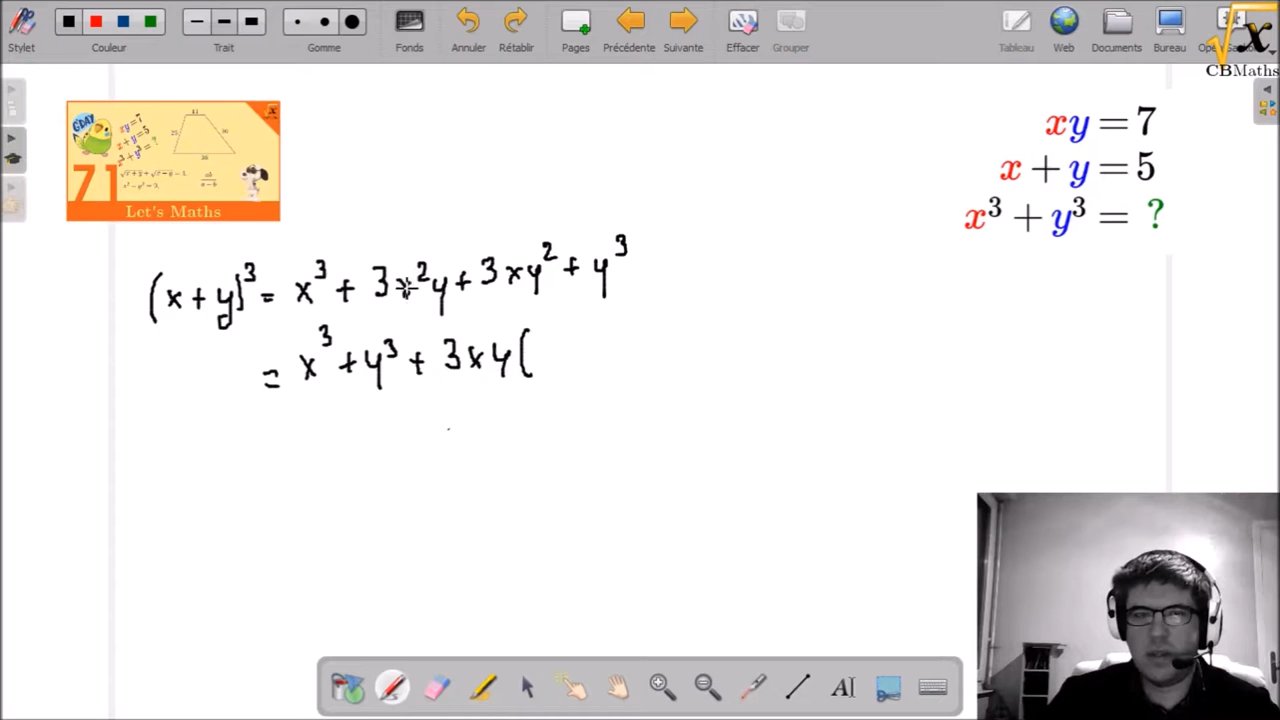 Stylet Couleur Trait Gomme Fonds Annuler Rétablir Pages Précédente Suivante Effacer Grouper Tableau Web Documents Bureau
CBMaths
xy = 7
x + y = 5
x³ + y³ = ?
71
Let's Maths
(x + y)³ = x³ + 3x²y + 3xy² + y³
= x³ + y³ + 3xy(